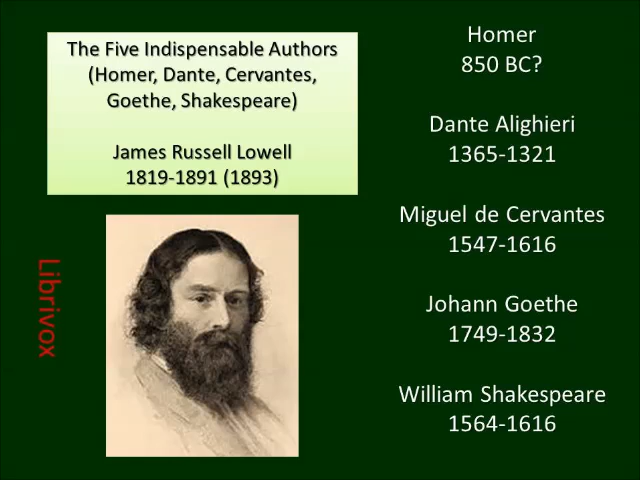 The Five Indispensable Authors
(Homer, Dante, Cervantes,
Goethe, Shakespeare)
James Russell Lowell
1819-1891 (1893)
Librivox
Homer
850 BC?
Dante Alighieri
1365-1321
Miguel de Cervantes
1547-1616
Johann Goethe
1749-1832
William Shakespeare
1564-1616